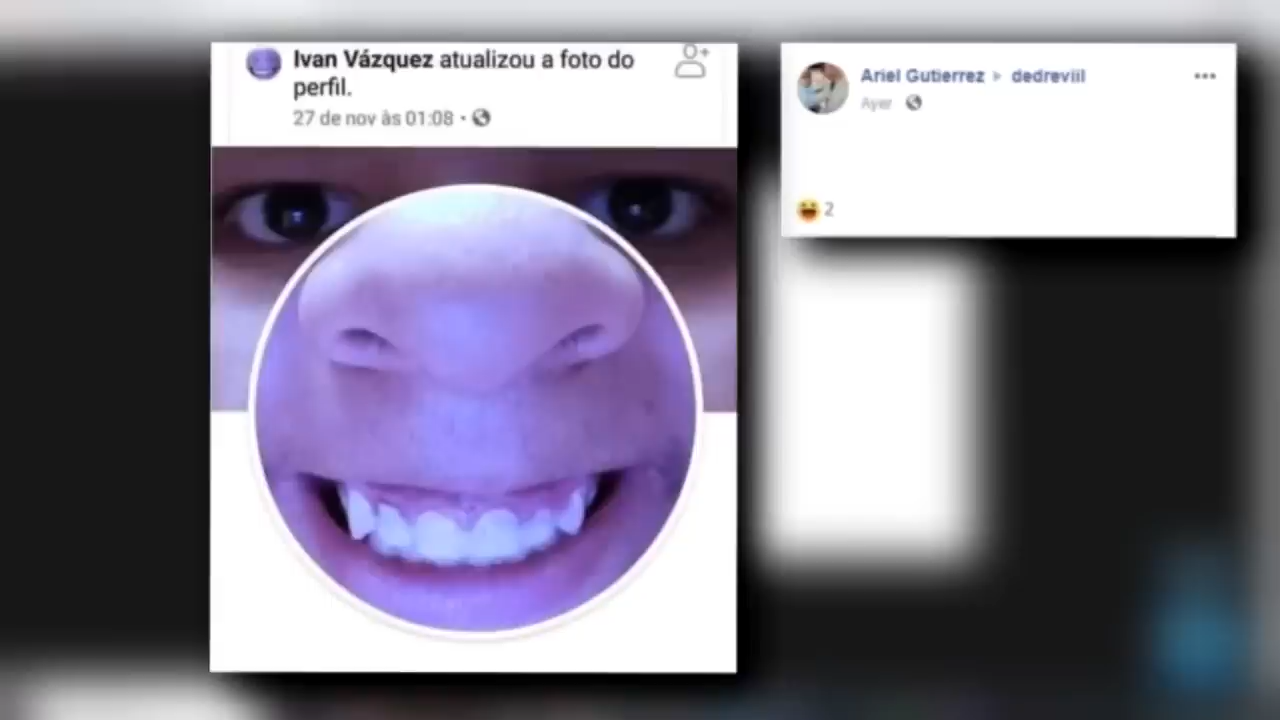 Ivan Vázquez atualizou a foto do
perfil.
27 de nov às 01:08 •
Ariel Gutierrez ▸ dedreviil
Ayer
2